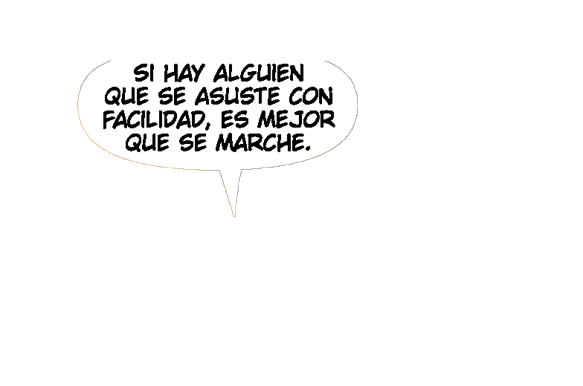 SI HAY ALGUIEN
QUE SE ASUSTE CON
FACILIDAD, ES MEJOR
QUE SE MARCHE.